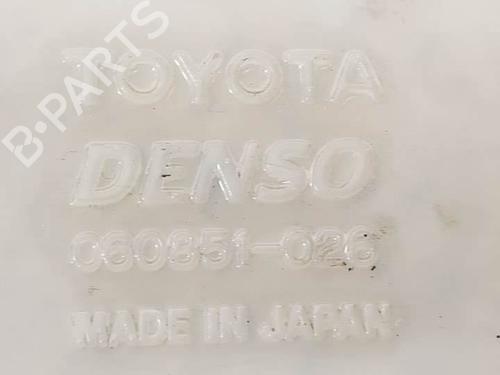 TOYOTA
DENSO
060851-026
MADE IN JAPAN
B-PARTS